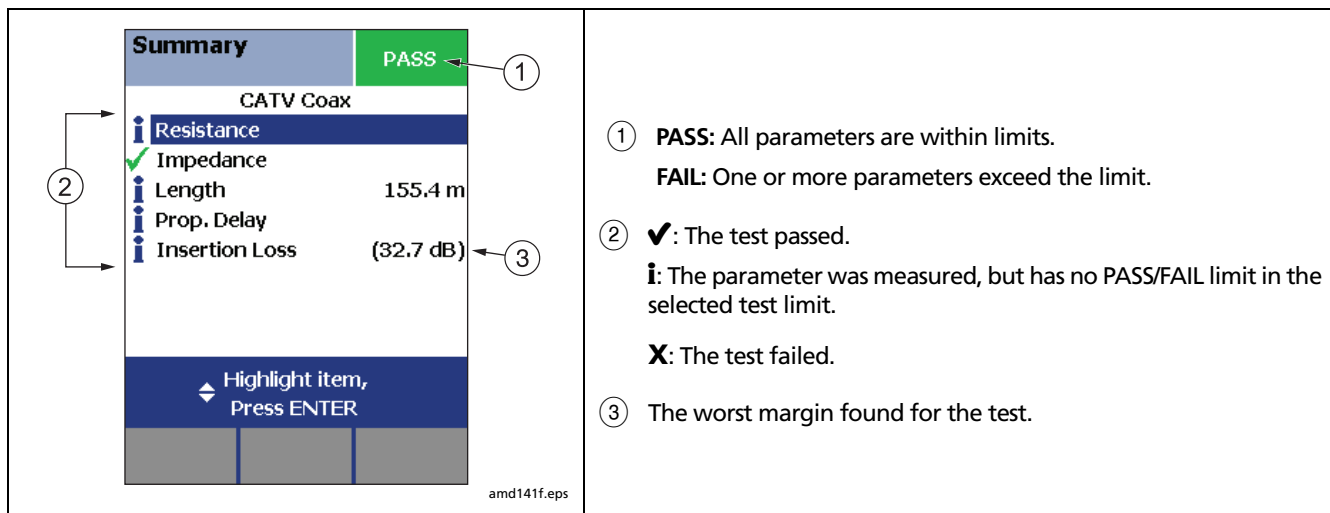 Summary
PASS
1
CATV Coax
i Resistance
✓ Impedance
2
i Length 155.4 m
i Prop. Delay
i Insertion Loss (32.7 dB)
3
Highlight item,
Press ENTER
amd141f.eps
1 PASS: All parameters are within limits.
FAIL: One or more parameters exceed the limit.
2 ✔: The test passed.
i: The parameter was measured, but has no PASS/FAIL limit in the
selected test limit.
X: The test failed.
3 The worst margin found for the test.